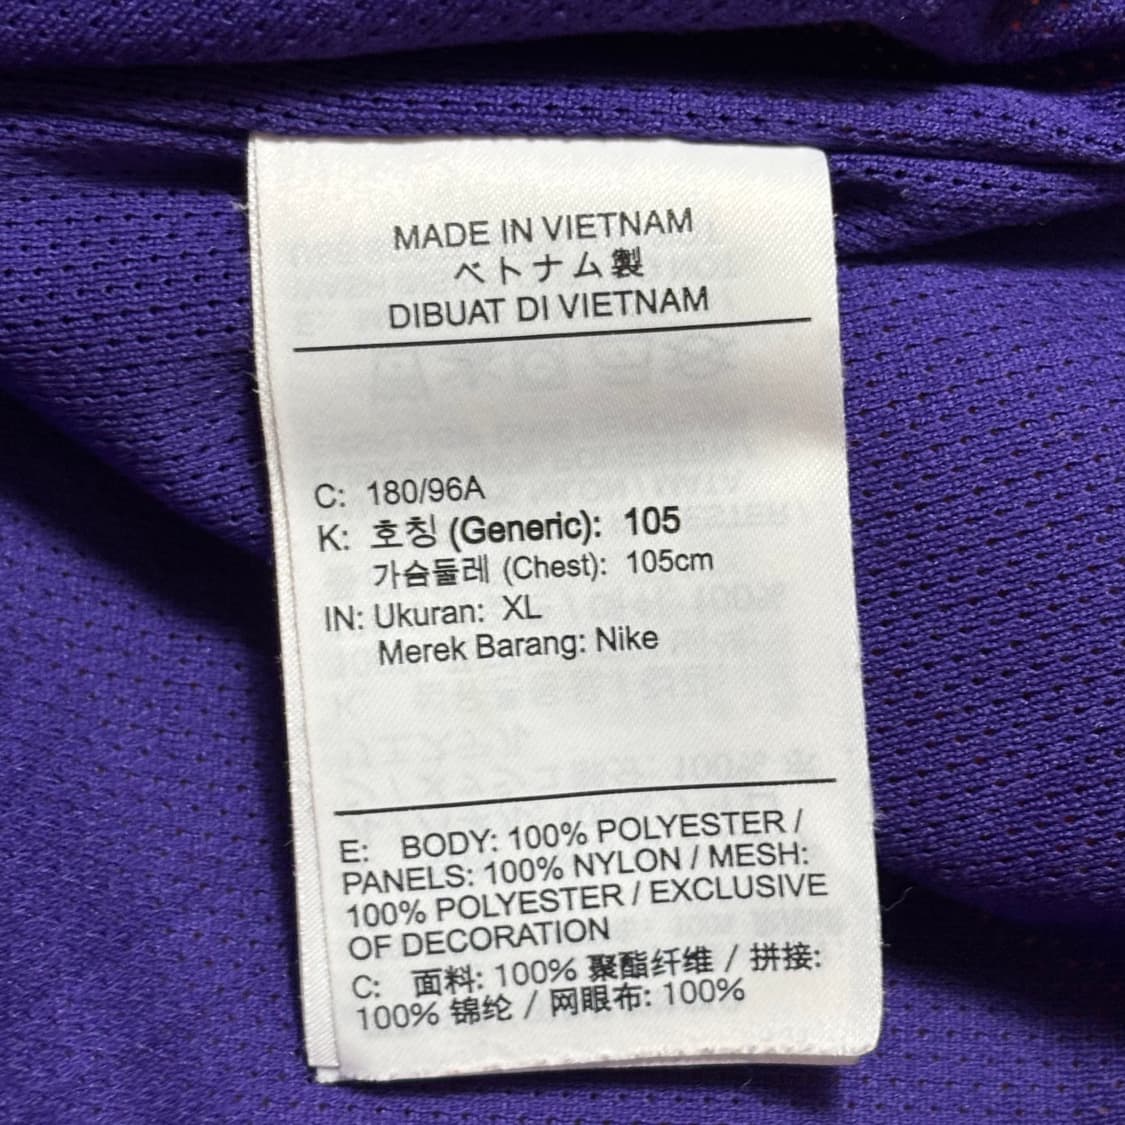 MADE IN VIETNAM
ベトナム製
DIBUAT DI VIETNAM
C: 180/96A
K: 호칭 (Generic): 105
가슴둘레 (Chest): 105cm
IN: Ukuran: XL
Merek Barang: Nike
E: BODY: 100% POLYESTER /
PANELS: 100% NYLON / MESH:
100% POLYESTER / EXCLUSIVE
OF DECORATION
C: 面料: 100% 聚酯纤维 / 拼接:
100% 锦纶 / 网眼布: 100%